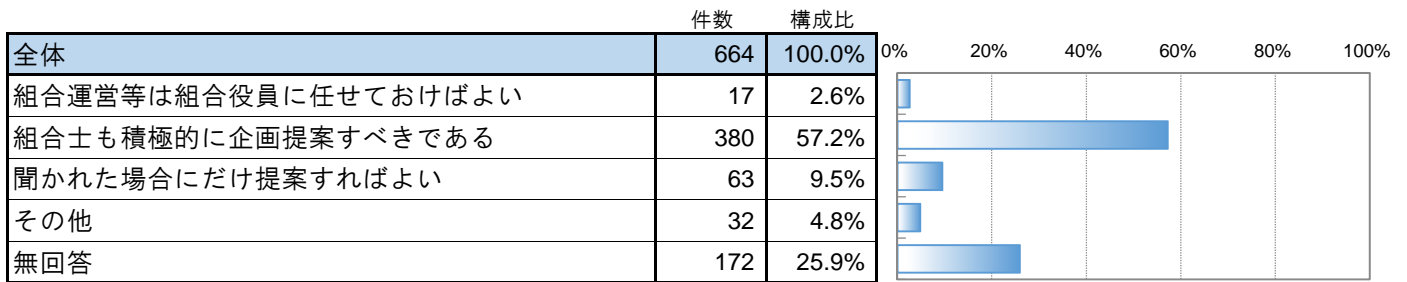 件数 構成比
全体 664 100.0% 0% 20% 40% 60% 80% 100%
組合運営等は組合役員に任せておけばよい 17 2.6%
組合士も積極的に企画提案すべきである 380 57.2%
聞かれた場合にだけ提案すればよい 63 9.5%
その他 32 4.8%
無回答 172 25.9%